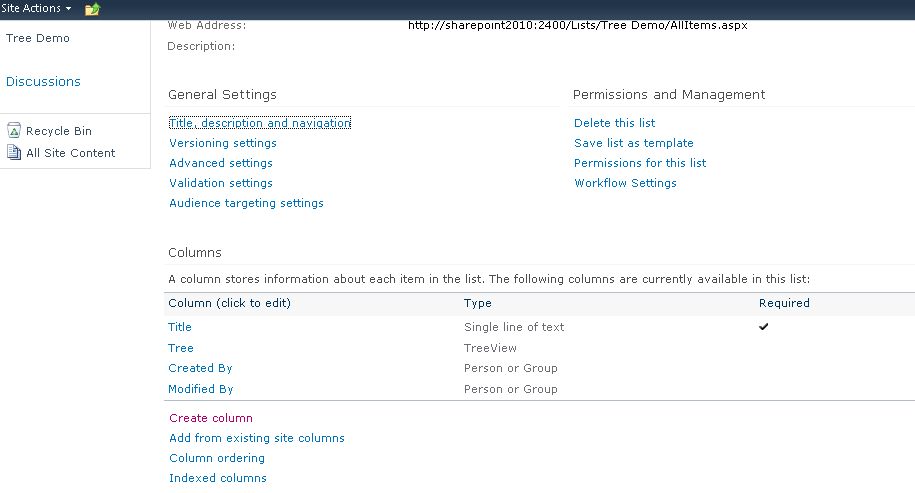 Site Actions
Web Address: http://sharepoint2010:2400/Lists/Tree Demo/AllItems.aspx
Tree Demo
Description:
Discussions
Recycle Bin
All Site Content
General Settings
Title, description and navigation
Versioning settings
Advanced settings
Validation settings
Audience targeting settings
Permissions and Management
Delete this list
Save list as template
Permissions for this list
Workflow Settings
Columns
A column stores information about each item in the list. The following columns are currently available in this list:
Column (click to edit) Type Required
Title Single line of text
Tree TreeView
Created By Person or Group
Modified By Person or Group
Create column
Add from existing site columns
Column ordering
Indexed columns